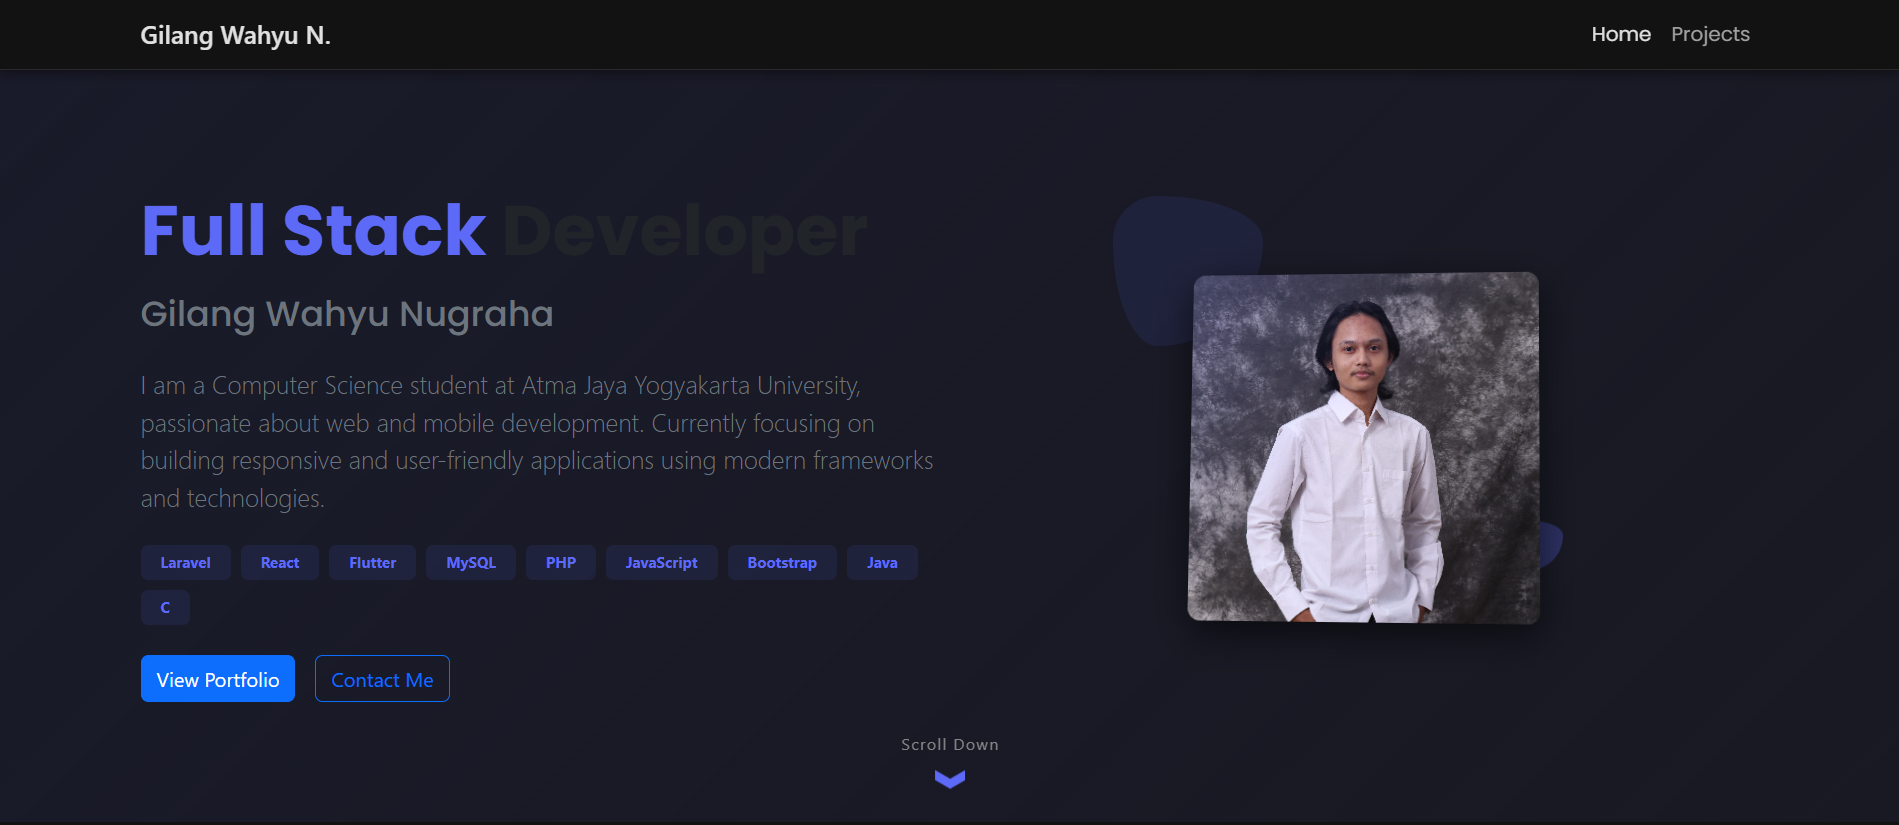 Gilang Wahyu N.
Home
Projects
Full Stack Developer
Gilang Wahyu Nugraha
I am a Computer Science student at Atma Jaya Yogyakarta University,
passionate about web and mobile development. Currently focusing on
building responsive and user-friendly applications using modern frameworks
and technologies.
Laravel
React
Flutter
MySQL
PHP
JavaScript
Bootstrap
Java
C
View Portfolio
Contact Me
Scroll Down